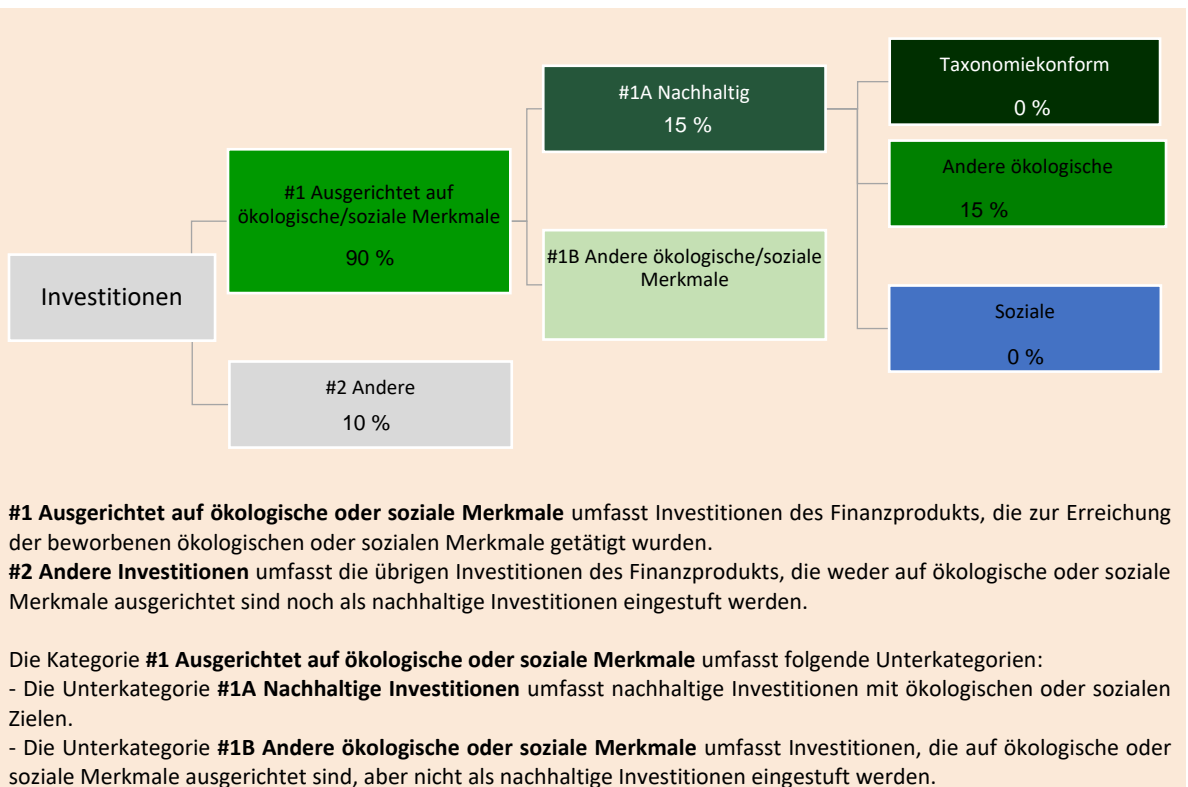 Investitionen
#1 Ausgerichtet auf
ökologische/soziale Merkmale
90 %
#2 Andere
10 %
#1A Nachhaltig
15 %
#1B Andere ökologische/soziale
Merkmale
Taxonomiekonform
0 %
Andere ökologische
15 %
Soziale
0 %
#1 Ausgerichtet auf ökologische oder soziale Merkmale umfasst Investitionen des Finanzprodukts, die zur Erreichung
der beworbenen ökologischen oder sozialen Merkmale getätigt wurden.
#2 Andere Investitionen umfasst die übrigen Investitionen des Finanzprodukts, die weder auf ökologische oder soziale
Merkmale ausgerichtet sind noch als nachhaltige Investitionen eingestuft werden.
Die Kategorie #1 Ausgerichtet auf ökologische oder soziale Merkmale umfasst folgende Unterkategorien:
- Die Unterkategorie #1A Nachhaltige Investitionen umfasst nachhaltige Investitionen mit ökologischen oder sozialen
Zielen.
- Die Unterkategorie #1B Andere ökologische oder soziale Merkmale umfasst Investitionen, die auf ökologische oder
soziale Merkmale ausgerichtet sind, aber nicht als nachhaltige Investitionen eingestuft werden.